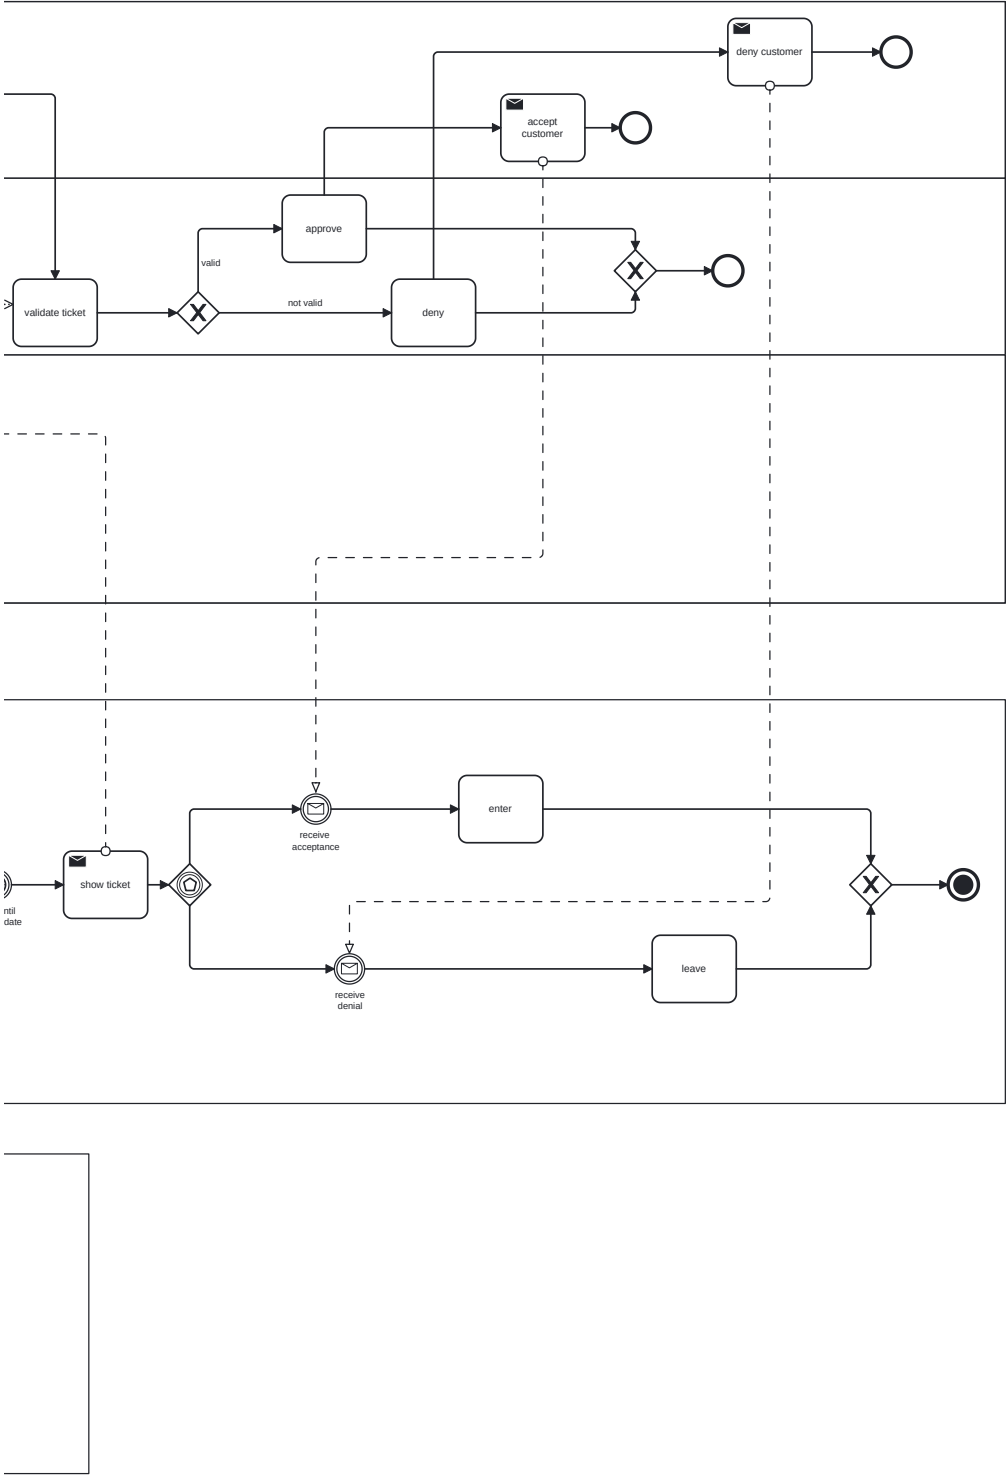 deny customer
accept
customer
approve
valid
not valid
validate ticket
deny
enter
receive
acceptance
show ticket
ntil
date
leave
receive
denial